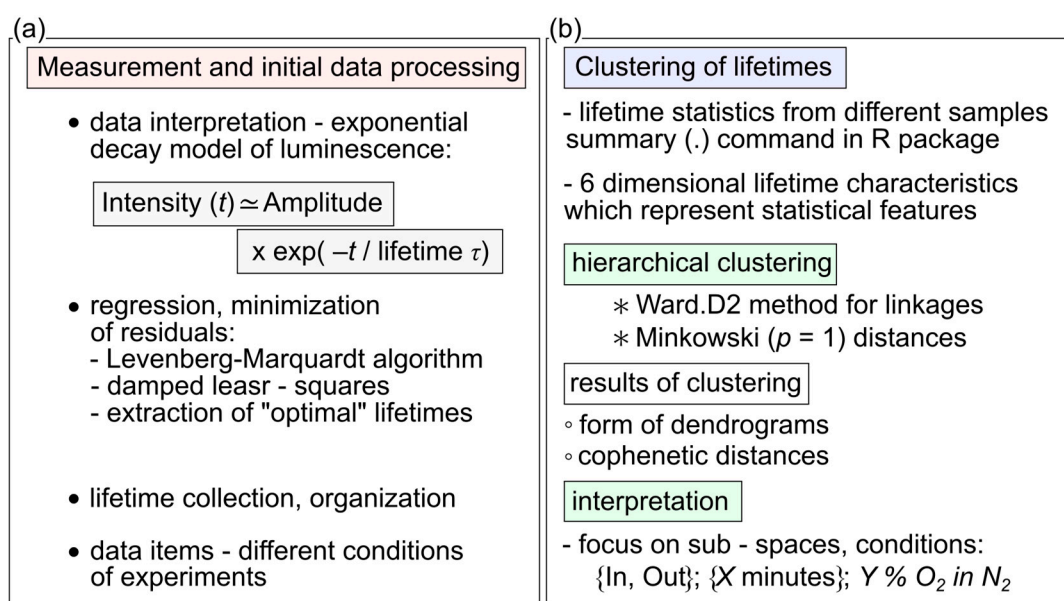 (a)
Measurement and initial data processing
• data interpretation - exponential
decay model of luminescence:
Intensity (t) ≃ Amplitude
x exp( –t / lifetime τ)
• regression, minimization
of residuals:
- Levenberg-Marquardt algorithm
- damped leasr - squares
- extraction of "optimal" lifetimes
• lifetime collection, organization
• data items - different conditions
of experiments
(b)
Clustering of lifetimes
- lifetime statistics from different samples
summary (.) command in R package
- 6 dimensional lifetime characteristics
which represent statistical features
hierarchical clustering
* Ward.D2 method for linkages
* Minkowski (p = 1) distances
results of clustering
◦ form of dendrograms
◦ cophenetic distances
interpretation
- focus on sub - spaces, conditions:
{In, Out}; {X minutes}; Y % O₂ in N₂